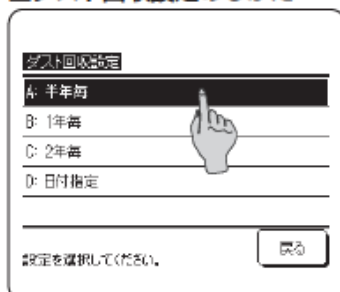 ダスト回収設定
A: 半年毎
B: 1年毎
C: 2年毎
D: 日付指定
設定を選択してください。
戻る